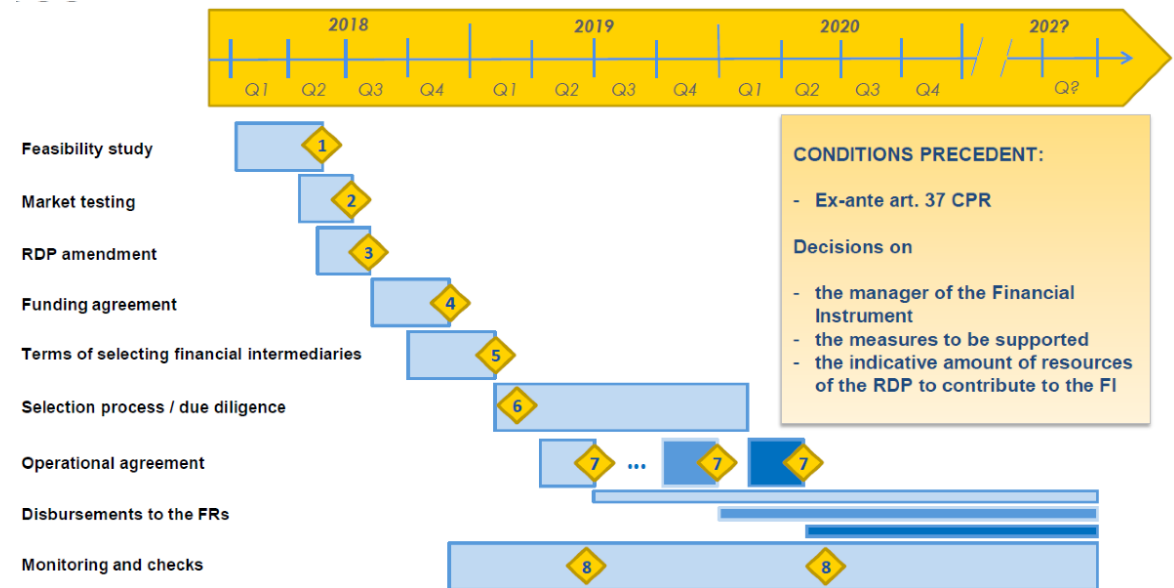 2018 2019 2020 202?
Q1 Q2 Q3 Q4 Q1 Q2 Q3 Q4 Q1 Q2 Q3 Q4 Q?
Feasibility study 1
Market testing 2
RDP amendment 3
Funding agreement 4
Terms of selecting financial intermediaries 5
Selection process / due diligence 6
Operational agreement 7 ... 7 7
Disbursements to the FRs
Monitoring and checks 8 8
CONDITIONS PRECEDENT:
- Ex-ante art. 37 CPR
Decisions on
- the manager of the Financial
Instrument
- the measures to be supported
- the indicative amount of resources
of the RDP to contribute to the FI